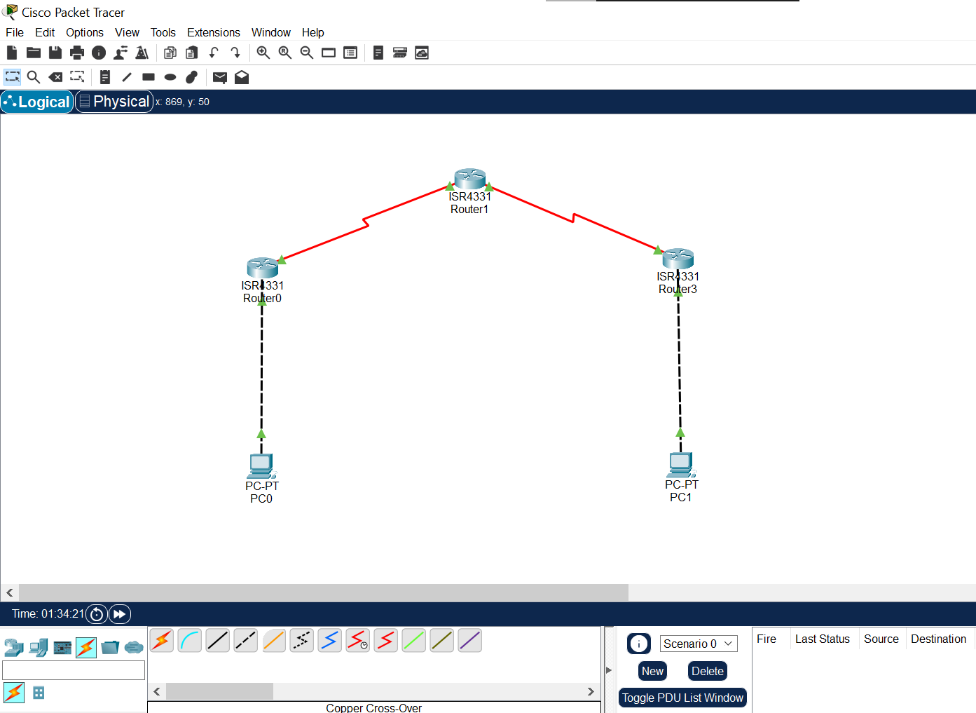 Cisco Packet Tracer
File Edit Options View Tools Extensions Window Help
Logical Physical x: 869, y: 50
ISR4331
Router1
ISR4331
Router0
ISR4331
Router3
PC-PT
PC0
PC-PT
PC1
Time: 01:34:21
Scenario 0
New Delete
Toggle PDU List Window
Fire Last Status Source Destination
Copper Cross-Over